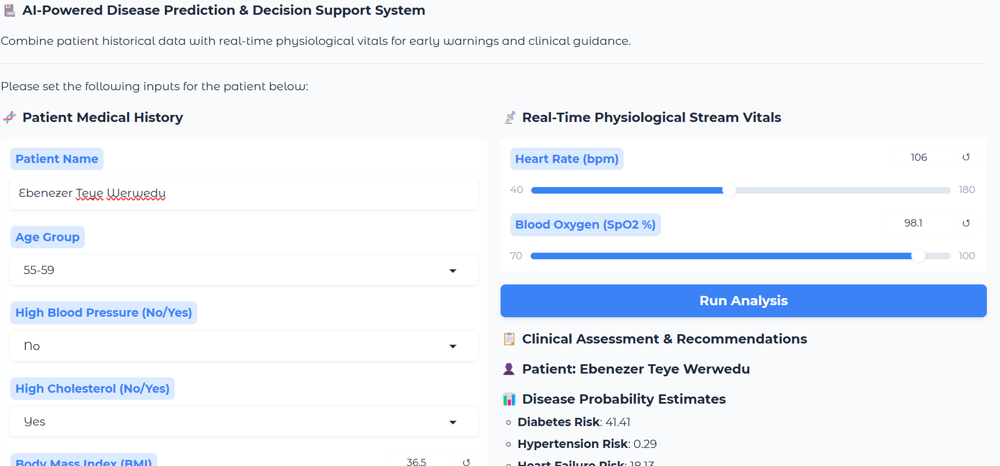 AI-Powered Disease Prediction & Decision Support System
Combine patient historical data with real-time physiological vitals for early warnings and clinical guidance.
Please set the following inputs for the patient below:
Patient Medical History
Patient Name
Ebenezer Teye Werwedu
Age Group
55-59
High Blood Pressure (No/Yes)
No
High Cholesterol (No/Yes)
Yes
Body Mass Index (BMI)
36.5
Real-Time Physiological Stream Vitals
Heart Rate (bpm)
106
40
180
Blood Oxygen (SpO2 %)
98.1
70
100
Run Analysis
Clinical Assessment & Recommendations
Patient: Ebenezer Teye Werwedu
Disease Probability Estimates
Diabetes Risk: 41.41
Hypertension Risk: 0.29
Heart Failure Risk: 18.13